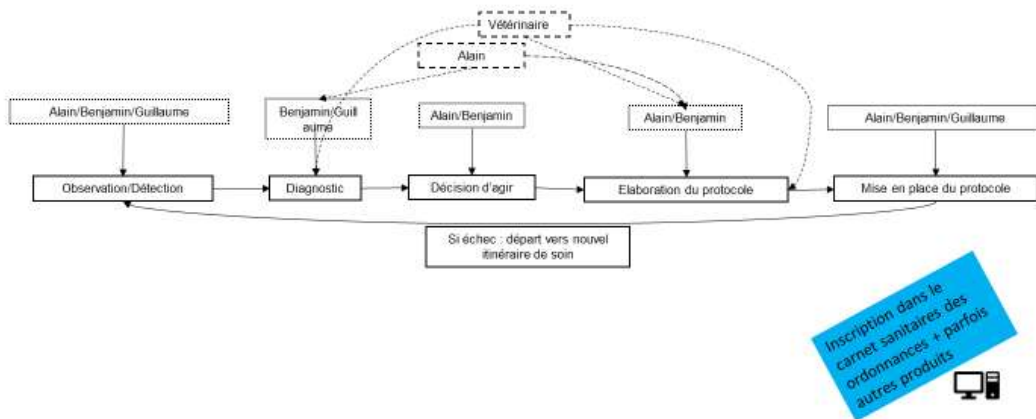 Vétérinaire
Alain
Alain/Benjamin/Guillaume
Benjamin/Guill
aume
Alain/Benjamin
Alain/Benjamin
Alain/Benjamin/Guillaume
Observation/Détection
Diagnostic
Décision d'agir
Elaboration du protocole
Mise en place du protocole
Si échec : départ vers nouvel
itinéraire de soin
Inscription dans le
carnet sanitaires des
ordonnances + parfois
autres produits